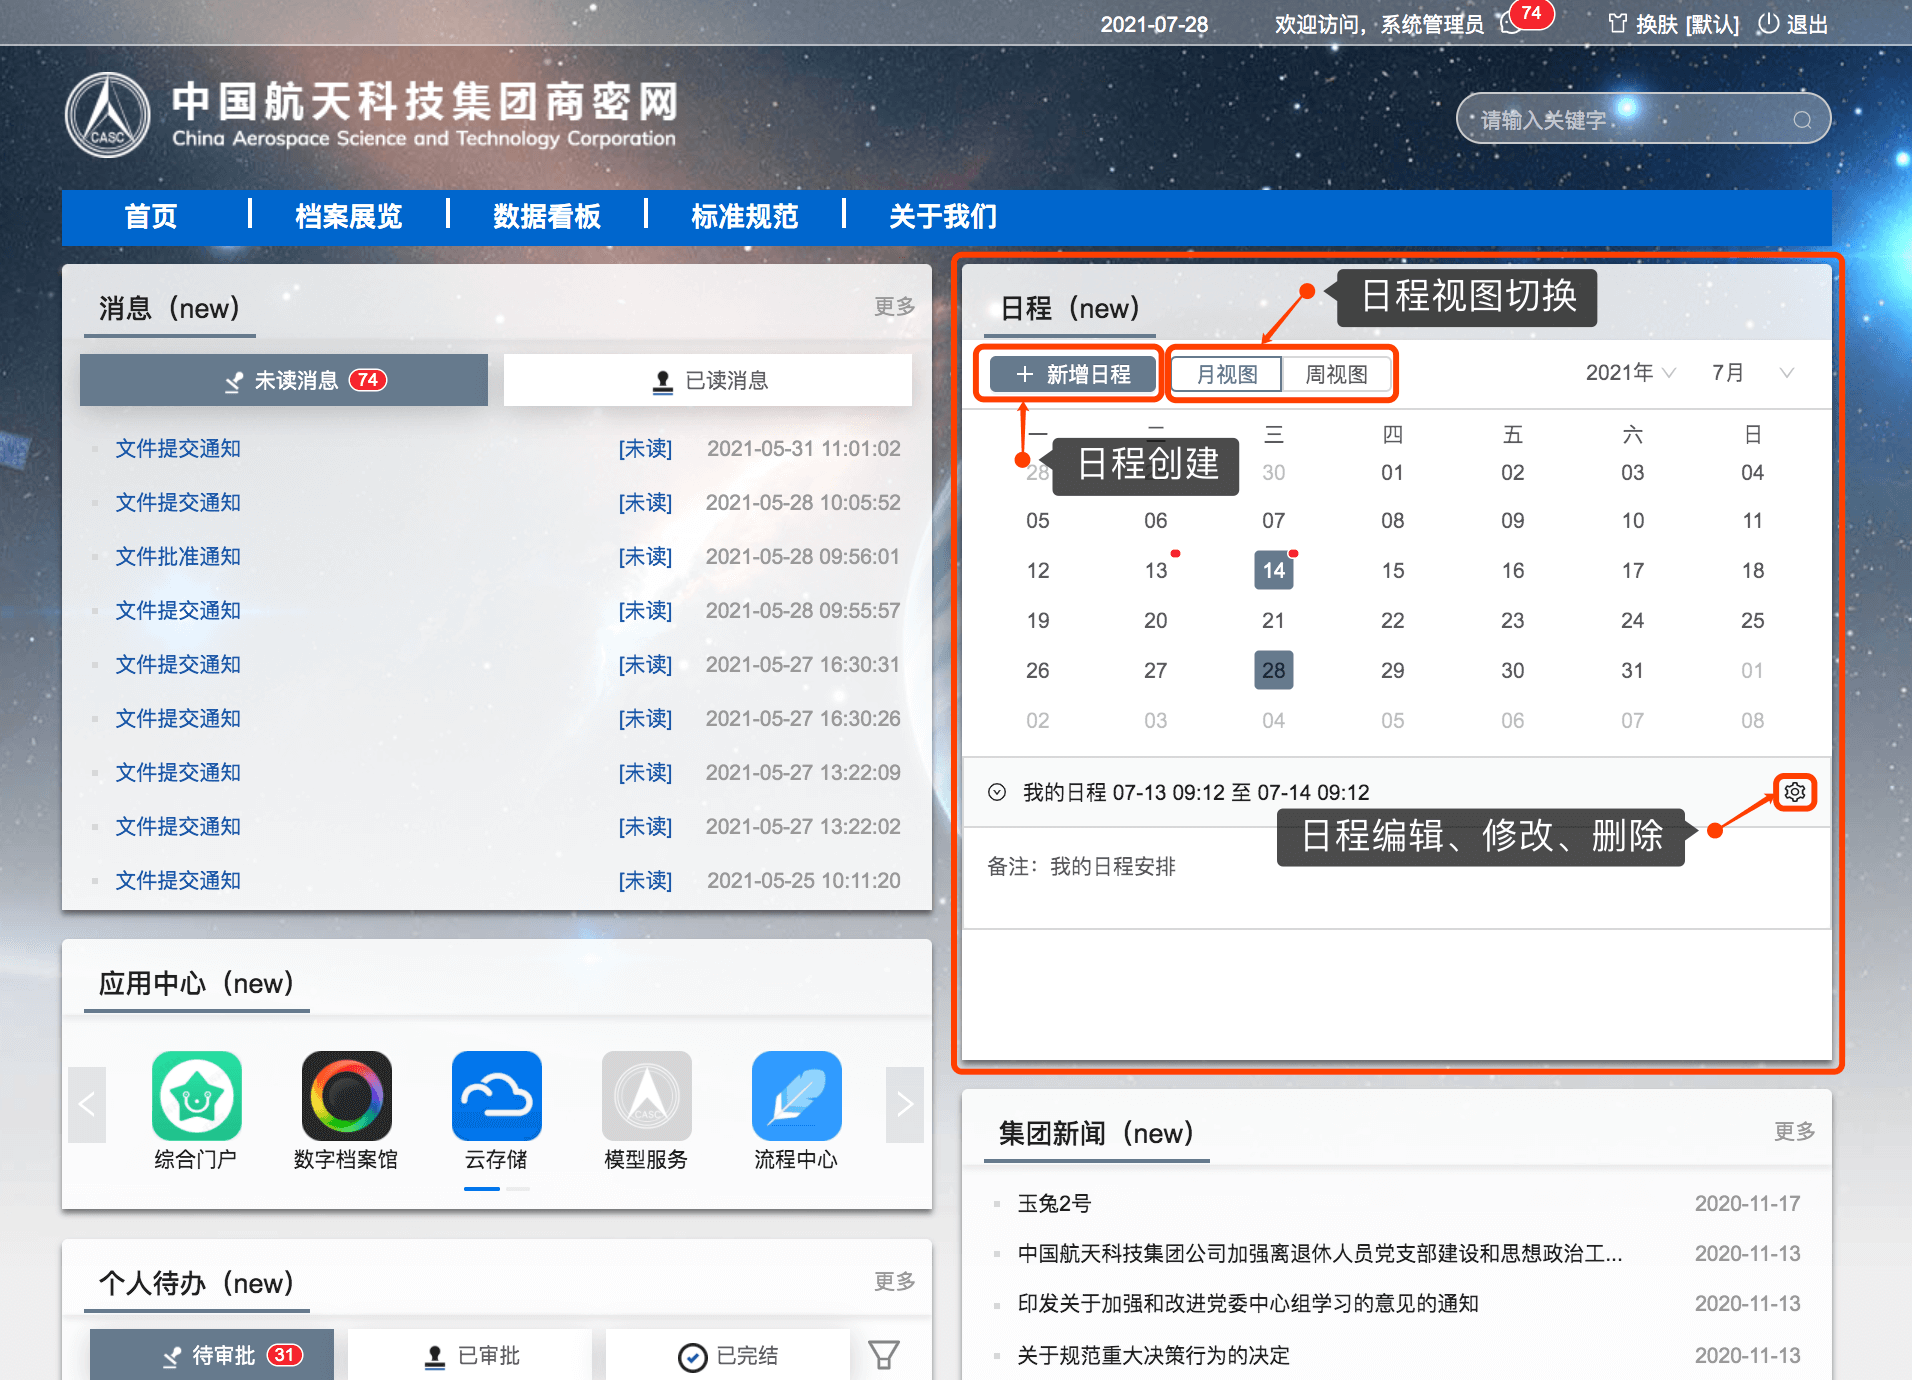 2021-07-28 欢迎访问，系统管理员 74 换肤 [默认] 退出
中国航天科技集团商密网
China Aerospace Science and Technology Corporation
CASC
请输入关键字
首页 档案展览 数据看板 标准规范 关于我们
消息（new） 更多
未读消息 74 已读消息
文件提交通知 [未读] 2021-05-31 11:01:02
文件提交通知 [未读] 2021-05-28 10:05:52
文件批准通知 [未读] 2021-05-28 09:56:01
文件提交通知 [未读] 2021-05-28 09:55:57
文件提交通知 [未读] 2021-05-27 16:30:31
文件提交通知 [未读] 2021-05-27 16:30:26
文件提交通知 [未读] 2021-05-27 13:22:09
文件提交通知 [未读] 2021-05-27 13:22:02
文件提交通知 [未读] 2021-05-25 10:11:20
日程（new） 日程视图切换
新增日程 月视图 周视图 2021年 7月
一 二 三 四 五 六 日
日程创建
28 30 01 02 03 04
05 06 07 08 09 10 11
12 13 14 15 16 17 18
19 20 21 22 23 24 25
26 27 28 29 30 31 01
02 03 04 05 06 07 08
我的日程 07-13 09:12 至 07-14 09:12
日程编辑、修改、删除
备注：我的日程安排
应用中心（new）
CASC
综合门户 数字档案馆 云存储 模型服务 流程中心
集团新闻（new） 更多
玉兔2号 2020-11-17
中国航天科技集团公司加强离退休人员党支部建设和思想政治工... 2020-11-13
印发关于加强和改进党委中心组学习的意见的通知 2020-11-13
关于规范重大决策行为的决定 2020-11-13
个人待办（new） 更多
待审批 31 已审批 已完结